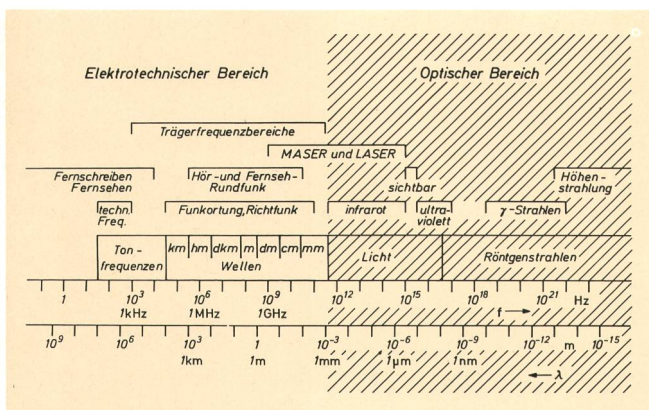 Elektrotechnischer Bereich
Optischer Bereich
Trägerfrequenzbereiche
MASER und LASER
Fernschreiben
Fernsehen
Hör- und Fernseh-
Rundfunk
sichtbar
Höhen-
strahlung
techn.
Freq.
Funkortung, Richtfunk
infrarot
ultra-
violett
γ-Strahlen
Ton-
frequenzen
km hm dkm m dm cm mm
Wellen
Licht
Röntgenstrahlen
1 10³ 10⁶ 10⁹ 10¹² 10¹⁵ 10¹⁸ 10²¹ Hz
1kHz 1MHz 1GHz f →
10⁹ 10⁶ 10³ 1 10⁻³ 10⁻⁶ 10⁻⁹ 10⁻¹² m 10⁻¹⁵
1km 1m 1mm 1µm 1nm
← λ